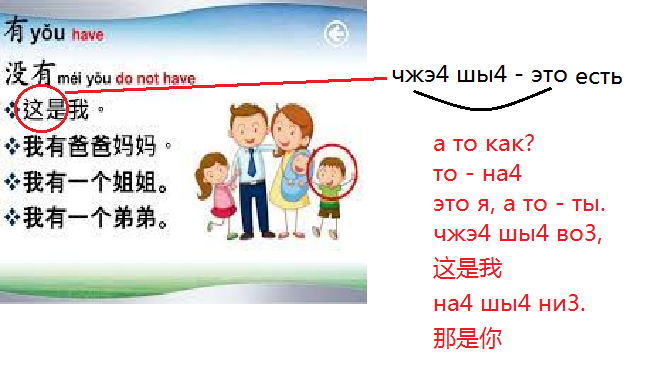 有 yǒu have
没有 méi yǒu do not have
❖这是我。
❖我有爸爸妈妈。
❖我有一个姐姐。
❖我有一个弟弟。
чжэ4 шы4 - это есть
а то как?
то - на4
это я, а то - ты.
чжэ4 шы4 во3,
这是我
на4 шы4 ни3.
那是你